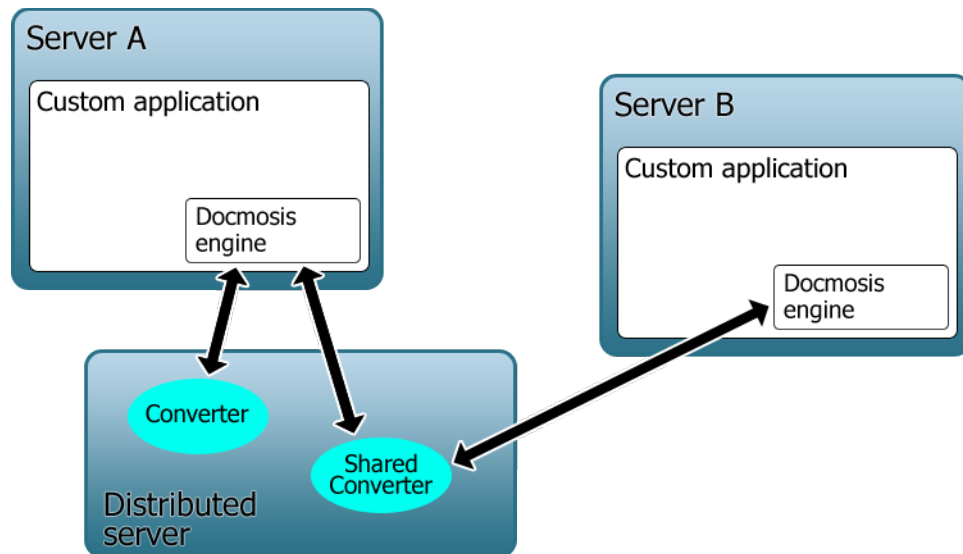 Server A
Custom application
Docmosis
engine
Server B
Custom application
Docmosis
engine
Converter
Shared
Converter
Distributed
server